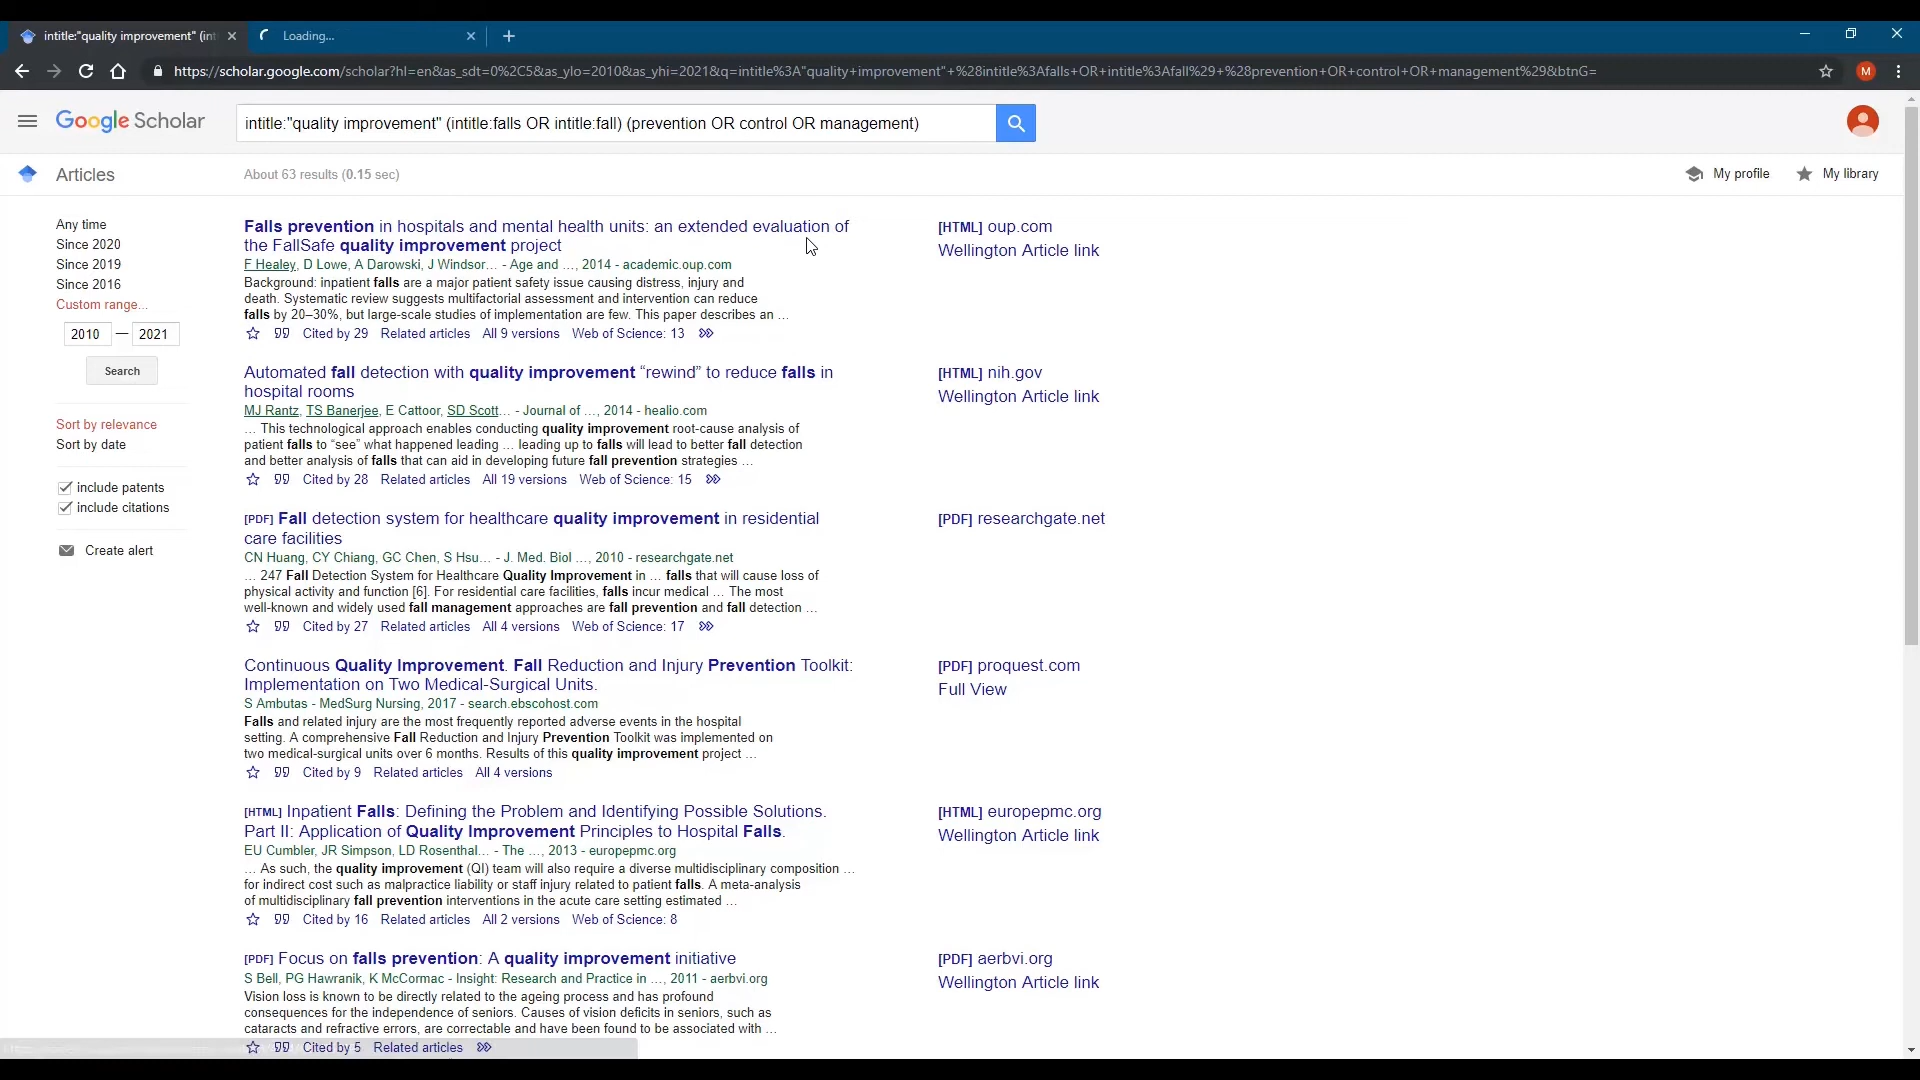 intitle:"quality improvement" (int
Loading...
https://scholar.google.com/scholar?hl=en&as_sdt=0%2C5&as_ylo=2010&as_yhi=2021&q=intitle%3A"quality+improvement"+%28intitle%3Afalls+OR+intitle%3Afall%29+%28prevention+OR+control+OR+management%29&btnG=
M
Google Scholar
intitle:"quality improvement" (intitle:falls OR intitle:fall) (prevention OR control OR management)
Articles
About 63 results (0.15 sec)
My profile
My library
Any time
Since 2020
Since 2019
Since 2016
Custom range...
2010 — 2021
Search
Sort by relevance
Sort by date
include patents
include citations
Create alert
Falls prevention in hospitals and mental health units: an extended evaluation of
the FallSafe quality improvement project
F Healey, D Lowe, A Darowski, J Windsor... - Age and ..., 2014 - academic.oup.com
Background: inpatient falls are a major patient safety issue causing distress, injury and
death. Systematic review suggests multifactorial assessment and intervention can reduce
falls by 20–30%, but large-scale studies of implementation are few. This paper describes an ...
Cited by 29 Related articles All 9 versions Web of Science: 13
[HTML] oup.com
Wellington Article link
Automated fall detection with quality improvement “rewind” to reduce falls in
hospital rooms
MJ Rantz, TS Banerjee, E Cattoor, SD Scott... - Journal of ..., 2014 - healio.com
... This technological approach enables conducting quality improvement root-cause analysis of
patient falls to “see” what happened leading ... leading up to falls will lead to better fall detection
and better analysis of falls that can aid in developing future fall prevention strategies ...
Cited by 28 Related articles All 19 versions Web of Science: 15
[HTML] nih.gov
Wellington Article link
[PDF] Fall detection system for healthcare quality improvement in residential
care facilities
CN Huang, CY Chiang, GC Chen, S Hsu... - J. Med. Biol ..., 2010 - researchgate.net
... 247 Fall Detection System for Healthcare Quality Improvement in ... falls that will cause loss of
physical activity and function [6]. For residential care facilities, falls incur medical ... The most
well-known and widely used fall management approaches are fall prevention and fall detection ...
Cited by 27 Related articles All 4 versions Web of Science: 17
[PDF] researchgate.net
Continuous Quality Improvement. Fall Reduction and Injury Prevention Toolkit:
Implementation on Two Medical-Surgical Units.
S Ambutas - MedSurg Nursing, 2017 - search.ebscohost.com
Falls and related injury are the most frequently reported adverse events in the hospital
setting. A comprehensive Fall Reduction and Injury Prevention Toolkit was implemented on
two medical-surgical units over 6 months. Results of this quality improvement project ...
Cited by 9 Related articles All 4 versions
[PDF] proquest.com
Full View
[HTML] Inpatient Falls: Defining the Problem and Identifying Possible Solutions.
Part II: Application of Quality Improvement Principles to Hospital Falls.
EU Cumbler, JR Simpson, LD Rosenthal... - The ..., 2013 - europepmc.org
... As such, the quality improvement (QI) team will also require a diverse multidisciplinary composition ...
for indirect cost such as malpractice liability or staff injury related to patient falls. A meta-analysis
of multidisciplinary fall prevention interventions in the acute care setting estimated ...
Cited by 16 Related articles All 2 versions Web of Science: 8
[HTML] europepmc.org
Wellington Article link
[PDF] Focus on falls prevention: A quality improvement initiative
S Bell, PG Hawranik, K McCormac - Insight: Research and Practice in ..., 2011 - aerbvi.org
Vision loss is known to be directly related to the ageing process and has profound
consequences for the independence of seniors. Causes of vision deficits in seniors, such as
cataracts and refractive errors, are correctable and have been found to be associated with ...
Cited by 5 Related articles
[PDF] aerbvi.org
Wellington Article link